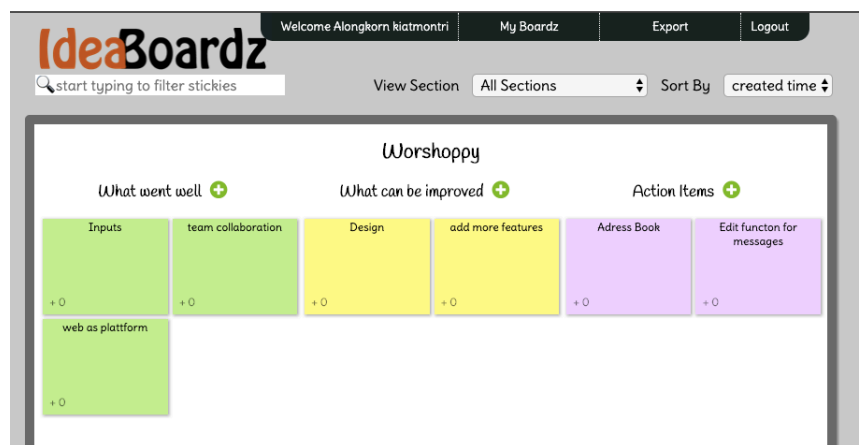 IdeaBoardz
Welcome Alongkorn kiatmontri
My Boardz
Export
Logout
start typing to filter stickies
View Section
All Sections
Sort By
created time
Worshoppy
What went well
What can be improved
Action Items
Inputs
+ 0
team collaboration
+ 0
Design
+ 0
add more features
+ 0
Adress Book
+ 0
Edit functon for
messages
+ 0
web as plattform
+ 0